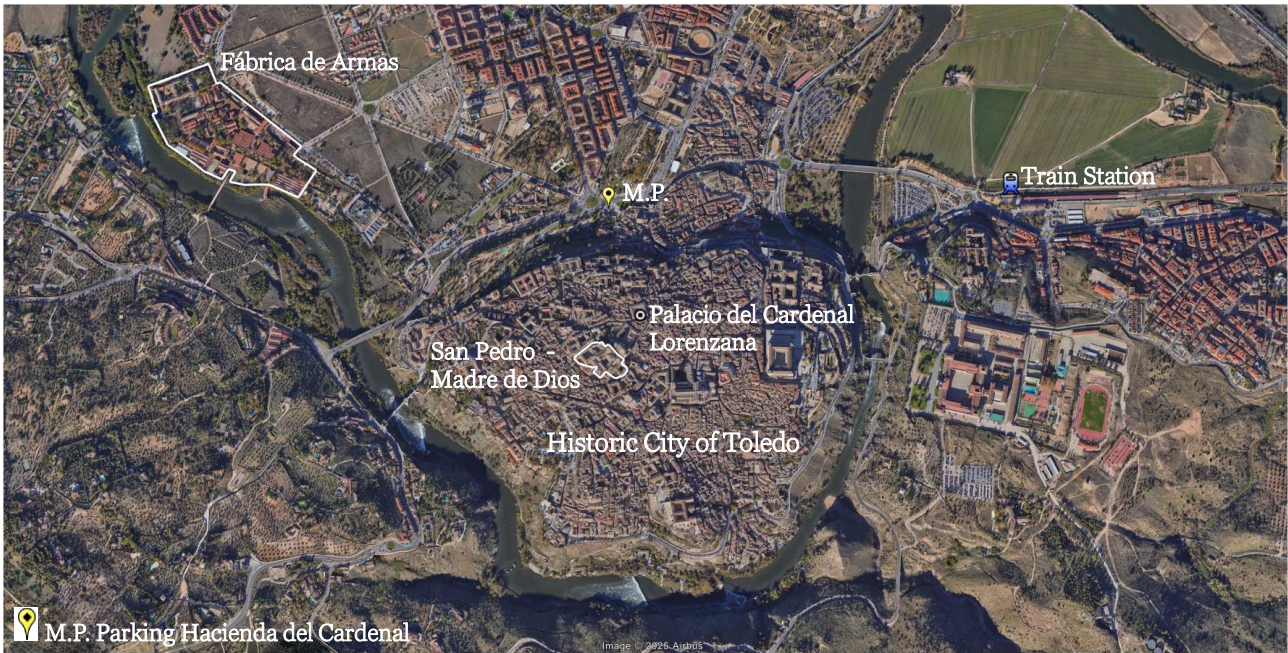 Fábrica de Armas
Train Station
M.P.
Palacio del Cardenal
Lorenzana
San Pedro -
Madre de Dios
Historic City of Toledo
M.P. Parking Hacienda del Cardenal
Image © 2025 Airbus